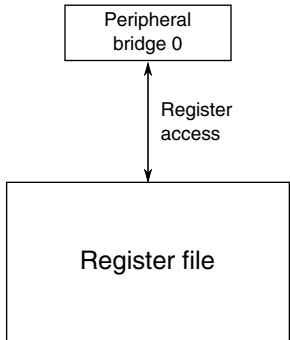 Peripheral
bridge 0
Register
access
Register file